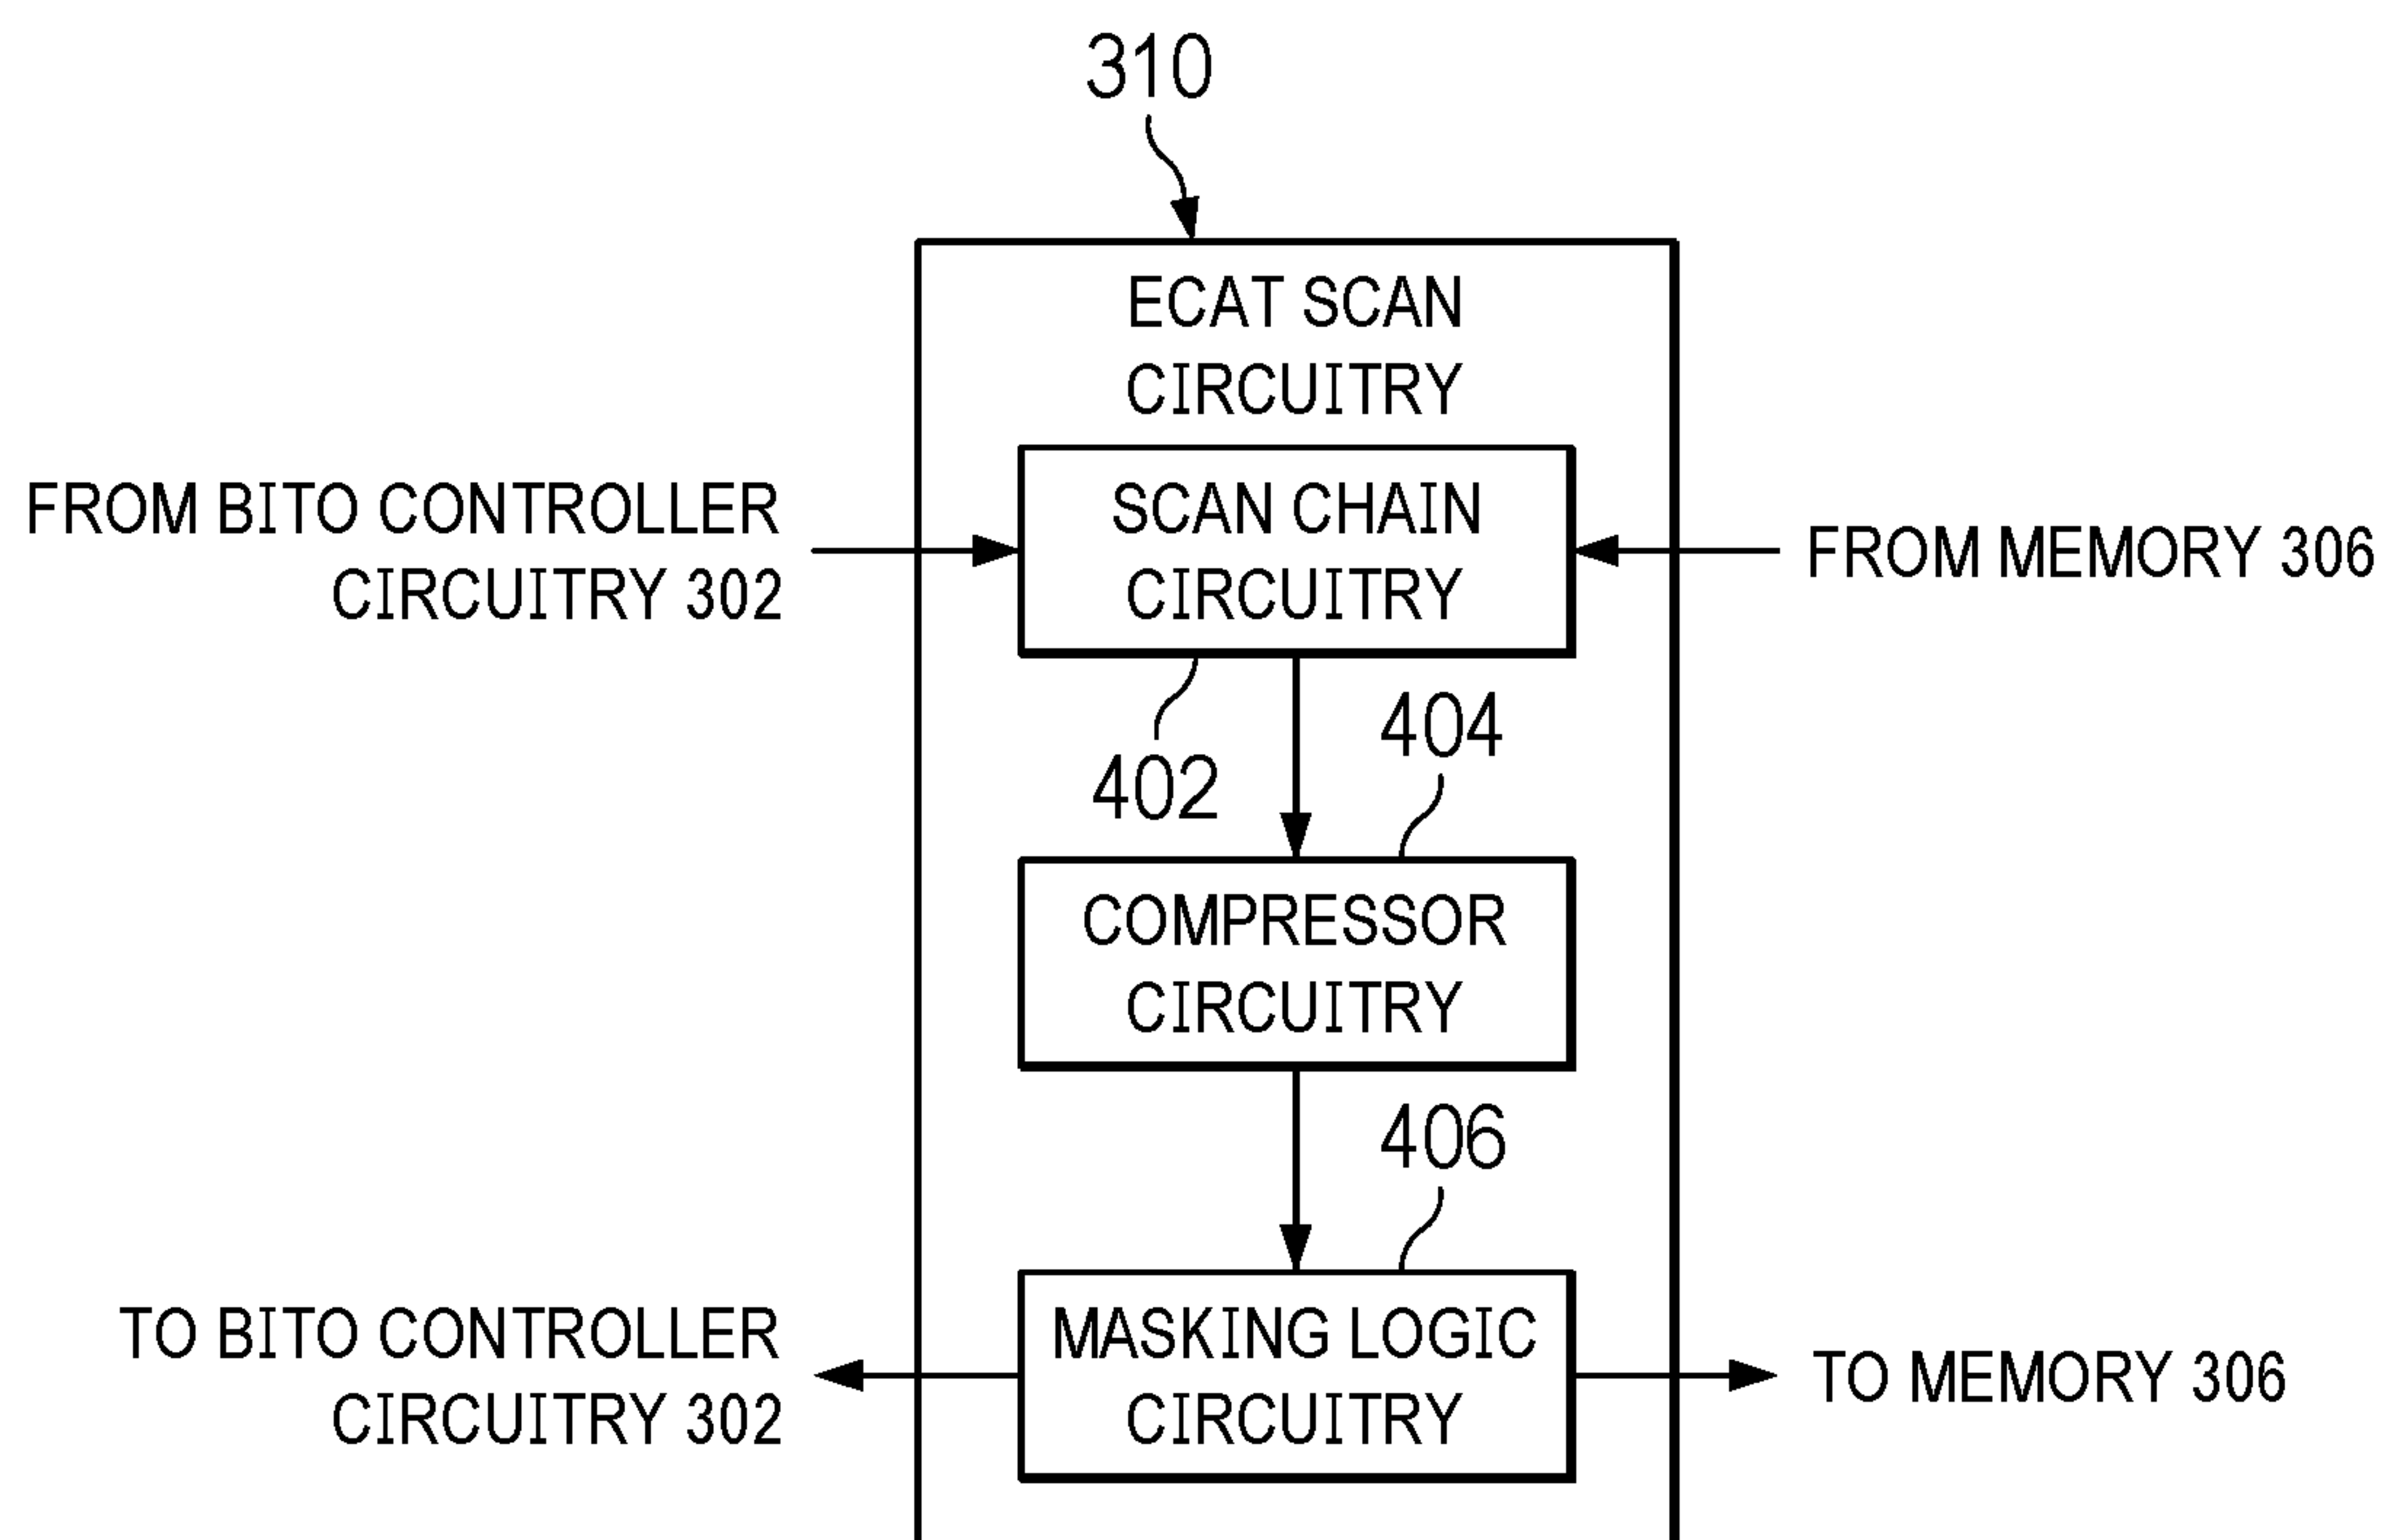 310
ECAT SCAN
CIRCUITRY
FROM BITO CONTROLLER
CIRCUITRY 302
SCAN CHAIN
CIRCUITRY
FROM MEMORY 306
402
404
COMPRESSOR
CIRCUITRY
406
TO BITO CONTROLLER
CIRCUITRY 302
MASKING LOGIC
CIRCUITRY
TO MEMORY 306